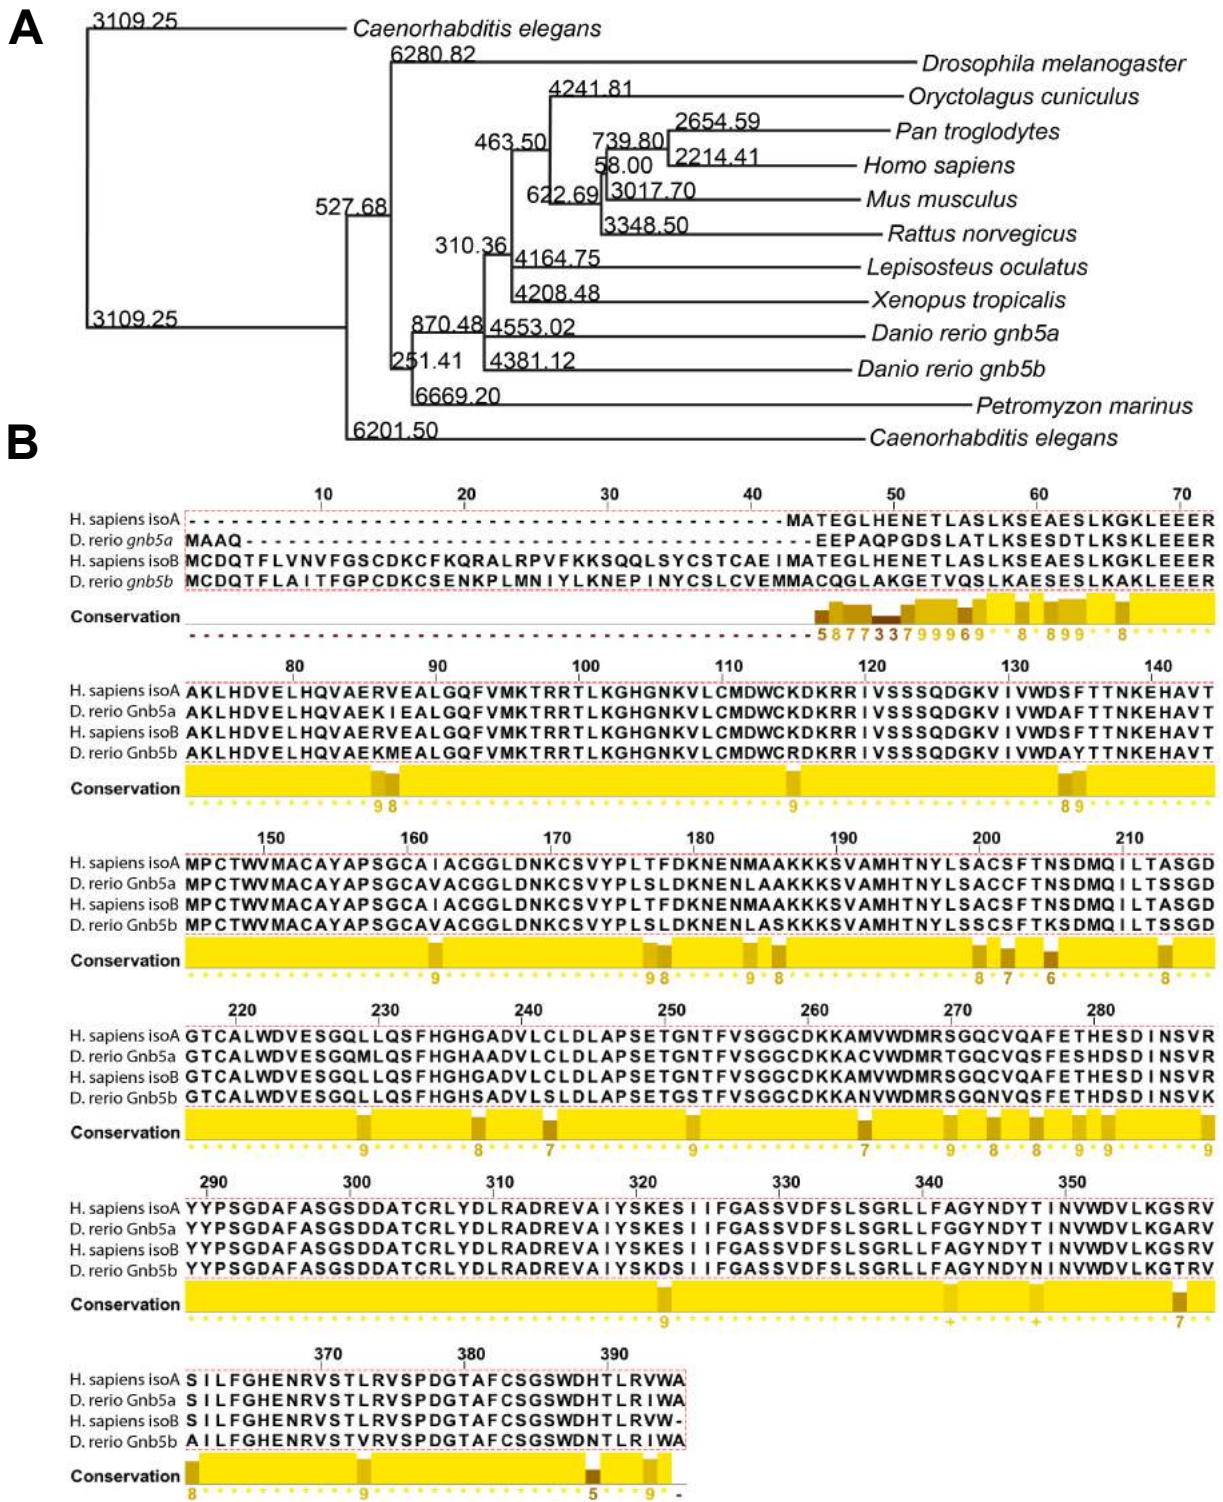 A
3109.25 Caenorhabditis elegans
6280.82 Drosophila melanogaster
4241.81 Oryctolagus cuniculus
463.50 739.80 2654.59 Pan troglodytes
58.00 2214.41 Homo sapiens
527.68 622.69 3017.70 Mus musculus
3348.50 Rattus norvegicus
310.36 4164.75 Lepisosteus oculatus
4208.48 Xenopus tropicalis
3109.25 870.48 4553.02 Danio rerio gnb5a
251.41 4381.12 Danio rerio gnb5b
6669.20 Petromyzon marinus
6201.50 Caenorhabditis elegans
B
10 20 30 40 50 60 70
H. sapiens isoA - - - - - - - - - - - - - - - - - - - - - - - - - - - - - - - - - - - - - - - - - - MATEGLHENETLASLKSEAESLKGKLEEER
D. rerio gnb5a MAAQ- - - - - - - - - - - - - - - - - - - - - - - - - - - - - - - - - - - - - - - - EEPAQPGDSLATLKSESDTLKSKLEEER
H. sapiens isoB MCDQTFLVNVFGSCDKCFKQRALRPVFKKSQQLSYCSTCAEIMATEGLHENETLASLKSEAESLKGKLEEER
D. rerio gnb5b MCDQTFLAITFGPCDKCSENKPLMNIYLKNEPINYCSLCVEMMACQGLAKGETVQSLKAESESLKAKLEEER
Conservation
- - - - - - - - - - - - - - - - - - - - - - - - - - - - - - - - - - - - - - - - - - - - 587733799969**8*899**8******
80 90 100 110 120 130 140
H. sapiens isoA AKLHDVELHQVAERVEALGQFVMKTRRTLKGHGNKVLCMDWCKDKRRIVSSSQDGKVIVWDSFTTNKEHAVT
D. rerio Gnb5a AKLHDVELHQVAEKIEALGQFVMKTRRTLKGHGNKVLCMDWCKDKRRIVSSSQDGKVIVWDAFTTNKEHAVT
H. sapiens isoB AKLHDVELHQVAERVEALGQFVMKTRRTLKGHGNKVLCMDWCKDKRRIVSSSQDGKVIVWDSFTTNKEHAVT
D. rerio Gnb5b AKLHDVELHQVAEKMEALGQFVMKTRRTLKGHGNKVLCMDWCRDKRRIVSSSQDGKVIVWDAYTTNKEHAVT
Conservation
*************98***************************9******************89*********
150 160 170 180 190 200 210
H. sapiens isoA MPCTWVMACAYAPSGCAIACGGLDNKCSVYPLTFDKNENMAAKKKSVAMHTNYLSACSFTNSDMQILTASGD
D. rerio Gnb5a MPCTWVMACAYAPSGCAVACGGLDNKCSVYPLSLDKNENLAAKKKSVAMHTNYLSACCFTNSDMQILTSSGD
H. sapiens isoB MPCTWVMACAYAPSGCAIACGGLDNKCSVYPLTFDKNENMAAKKKSVAMHTNYLSACSFTNSDMQILTASGD
D. rerio Gnb5b MPCTWVMACAYAPSGCAVACGGLDNKCSVYPLSLDKNENLASKKKSVAMHTNYLSSCSFTKSDMQILTSSGD
Conservation
*****************9**************98*****9*8*************8*7**6*******8***
220 230 240 250 260 270 280
H. sapiens isoA GTCALWDVESGQLLQSFHGHGADVLCLDLAPSETGNTFVSGGCDKKAMVWDMRSGQCVQAFETHESDINSVR
D. rerio Gnb5a GTCALWDVESGQMLQSFHGHAADVLCLDLAPSETGNTFVSGGCDKKACVWDMRTGQCVQSFESHDSDINSVR
H. sapiens isoB GTCALWDVESGQLLQSFHGHGADVLCLDLAPSETGNTFVSGGCDKKAMVWDMRSGQCVQAFETHESDINSVR
D. rerio Gnb5b GTCALWDVESGQLLQSFHGHSADVLSLDLAPSETGSTFVSGGCDKKANVWDMRSGQNVQSFETHDSDINSVK
Conservation
************9*******8****7*********9***********7*****9**8**8**9*9******9
290 300 310 320 330 340 350
H. sapiens isoA YYPSGDAFASGSDDATCRLYDLRADREVAIYSKESIIFGASSVDFSLSGRLLFAGYNDYTINVWDVLKGSRV
D. rerio Gnb5a YYPSGDAFASGSDDATCRLYDLRADREVAIYSKESIIFGASSVDFSLSGRLLFGGYNDYTINVWDVLKGARV
H. sapiens isoB YYPSGDAFASGSDDATCRLYDLRADREVAIYSKESIIFGASSVDFSLSGRLLFAGYNDYTINVWDVLKGSRV
D. rerio Gnb5b YYPSGDAFASGSDDATCRLYDLRADREVAIYSKDSIIFGASSVDFSLSGRLLFAGYNDYNINVWDVLKGTRV
Conservation
*********************************9*******************+*****+*********7**
370 380 390
H. sapiens isoA SILFGHENRVSTLRVSPDGTAFCSGSWDHTLRVWA
D. rerio Gnb5a SILFGHENRVSTLRVSPDGTAFCSGSWDHTLRIWA
H. sapiens isoB SILFGHENRVSTLRVSPDGTAFCSGSWDHTLRVW-
D. rerio Gnb5b AILFGHENRVSTVRVSPDGTAFCSGSWDNTLRIWA
Conservation
8***********9***************5***9*-